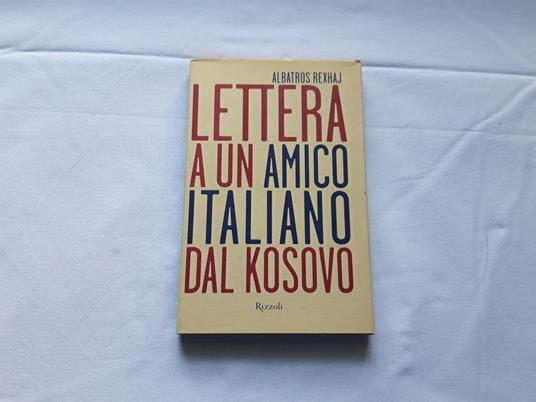 ALBATROS REXHAJ
LETTERA
A UN AMICO
ITALIANO
DAL KOSOVO
Rizzoli